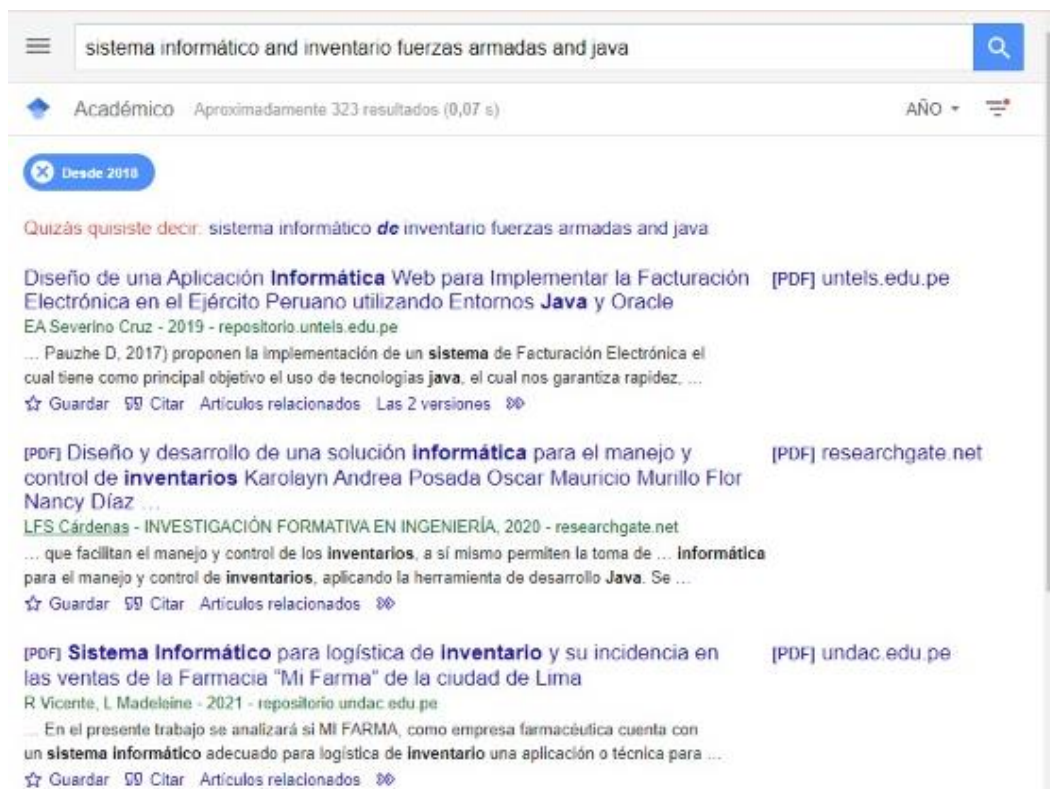 sistema informático and inventario fuerzas armadas and java
Académico Aproximadamente 323 resultados (0,07 s) AÑO
Desde 2018
Quizás quisiste decir: sistema informático de inventario fuerzas armadas and java
Diseño de una Aplicación Informática Web para Implementar la Facturación [PDF] untels.edu.pe
Electrónica en el Ejército Peruano utilizando Entornos Java y Oracle
EA Severino Cruz - 2019 - repositorio.untels.edu.pe
... Pauzhe D, 2017) proponen la implementación de un sistema de Facturación Electrónica el
cual tiene como principal objetivo el uso de tecnologías java, el cual nos garantiza rapidez, ...
Guardar Citar Artículos relacionados Las 2 versiones
[PDF] Diseño y desarrollo de una solución informática para el manejo y [PDF] researchgate.net
control de inventarios Karolayn Andrea Posada Oscar Mauricio Murillo Flor
Nancy Díaz ...
LFS Cárdenas - INVESTIGACIÓN FORMATIVA EN INGENIERÍA, 2020 - researchgate.net
... que facilitan el manejo y control de los inventarios, a sí mismo permiten la toma de ... informática
para el manejo y control de inventarios, aplicando la herramienta de desarrollo Java. Se ...
Guardar Citar Artículos relacionados
[PDF] Sistema Informático para logística de inventario y su incidencia en [PDF] undac.edu.pe
las ventas de la Farmacia "Mi Farma" de la ciudad de Lima
R Vicente, L Madeleine - 2021 - repositorio.undac.edu.pe
... En el presente trabajo se analizará si MI FARMA, como empresa farmacéutica cuenta con
un sistema informático adecuado para logística de inventario una aplicación o técnica para ...
Guardar Citar Artículos relacionados